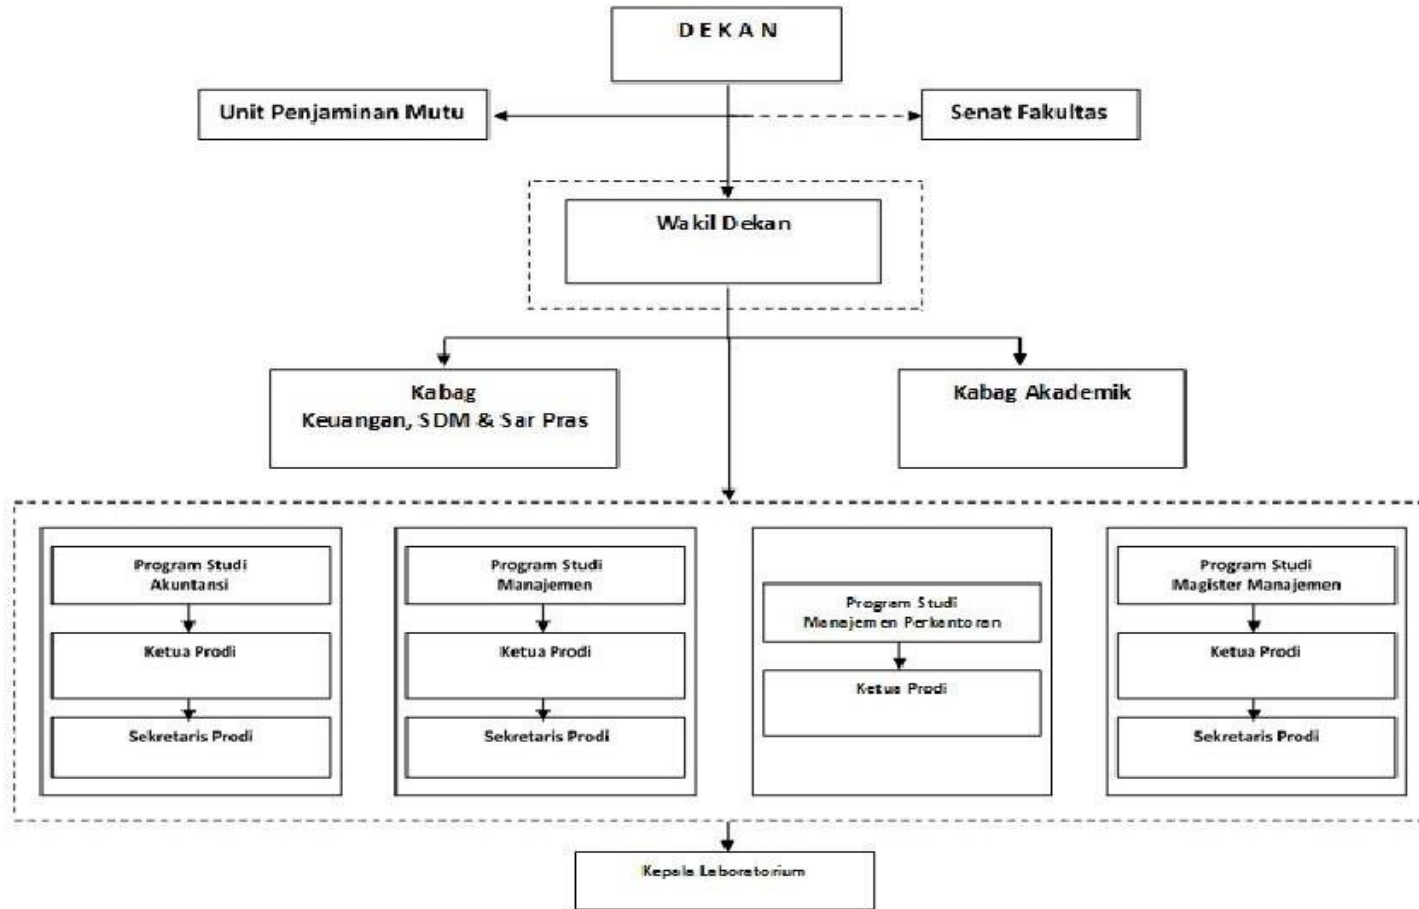 D E K A N
Unit Penjaminan Mutu
Senat Fakultas
Wakil Dekan
Kabag
Keuangan, SDM & Sar Pras
Kabag Akademik
Program Studi
Akuntansi
Ketua Prodi
Sekretaris Prodi
Program Studi
Manajemen
Ketua Prodi
Sekretaris Prodi
Program Studi
Manajemen Perkantoran
Ketua Prodi
Program Studi
Magister Manajemen
Ketua Prodi
Sekretaris Prodi
Kepala Laboratorium